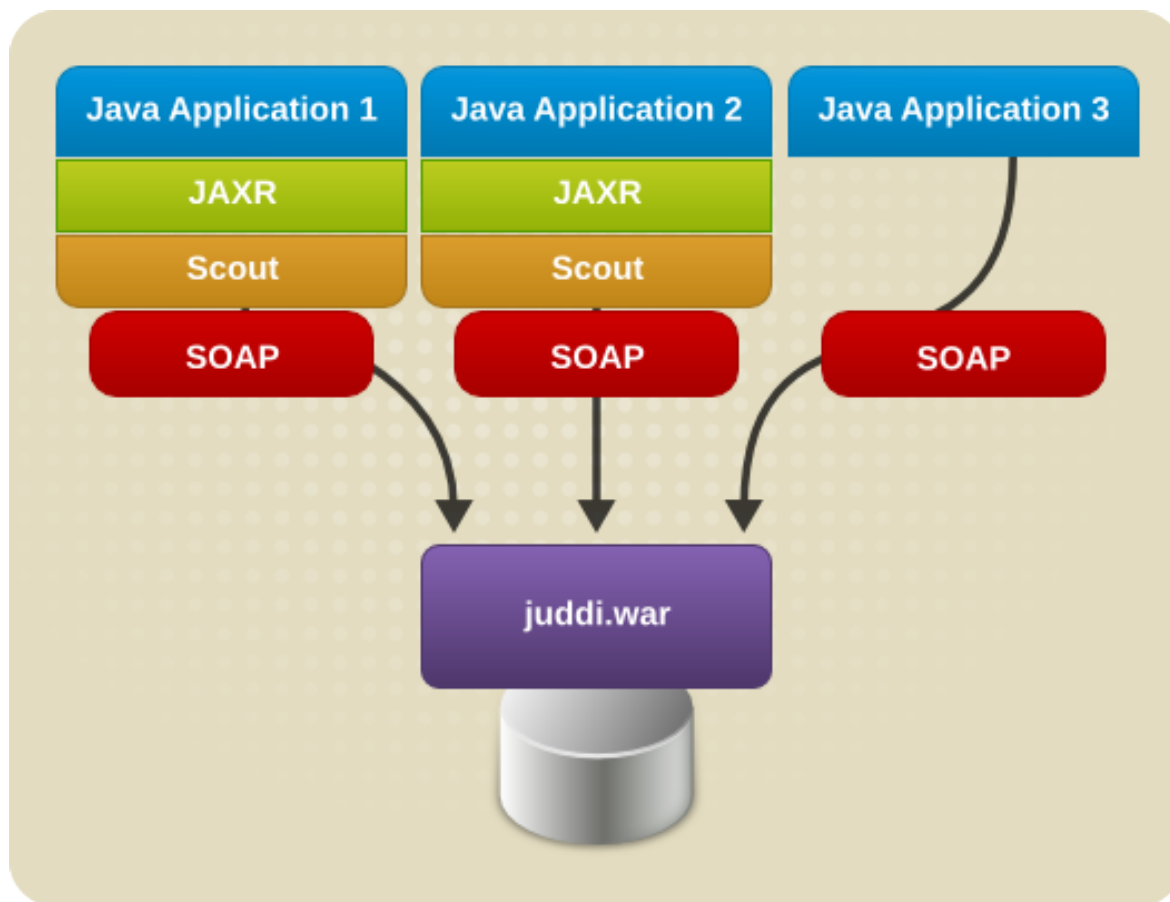 Java Application 1
Java Application 2
Java Application 3
JAXR
JAXR
Scout
Scout
SOAP
SOAP
SOAP
juddi.war